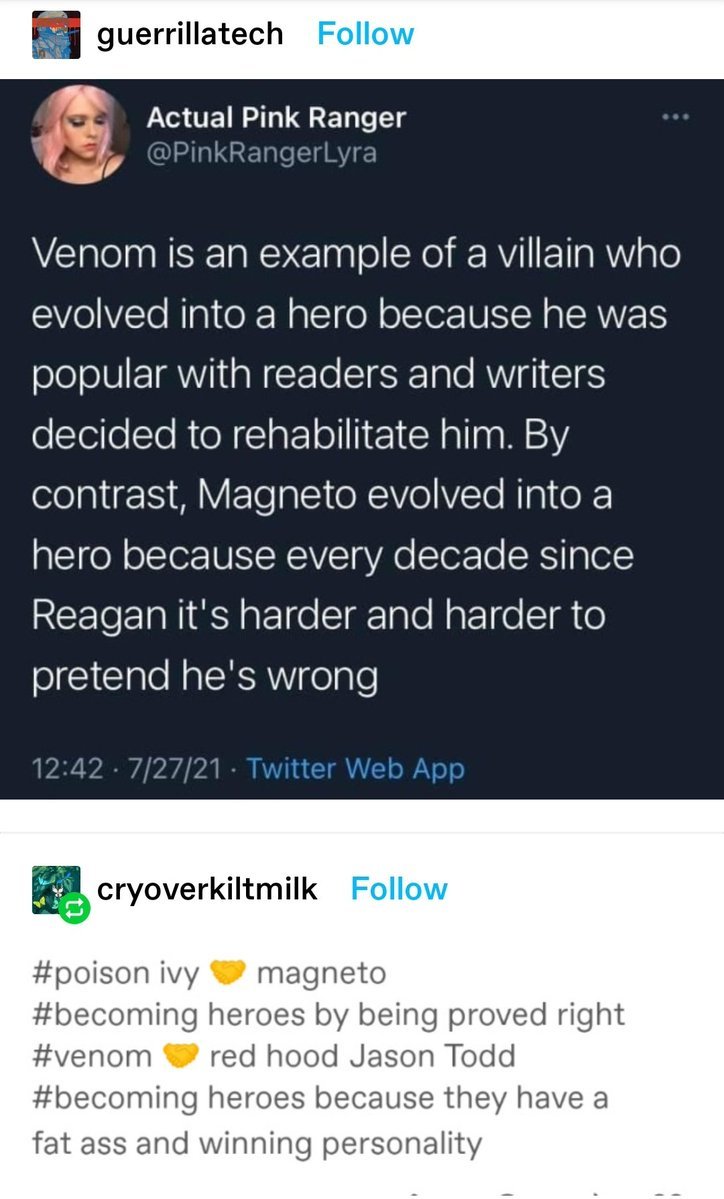 guerrillatech Follow
Actual Pink Ranger
@PinkRangerLyra
Venom is an example of a villain who
evolved into a hero because he was
popular with readers and writers
decided to rehabilitate him. By
contrast, Magneto evolved into a
hero because every decade since
Reagan it's harder and harder to
pretend he's wrong
12:42 · 7/27/21 · Twitter Web App
cryoverkiltmilk Follow
#poison ivy 🤝 magneto
#becoming heroes by being proved right
#venom 🤝 red hood Jason Todd
#becoming heroes because they have a
fat ass and winning personality